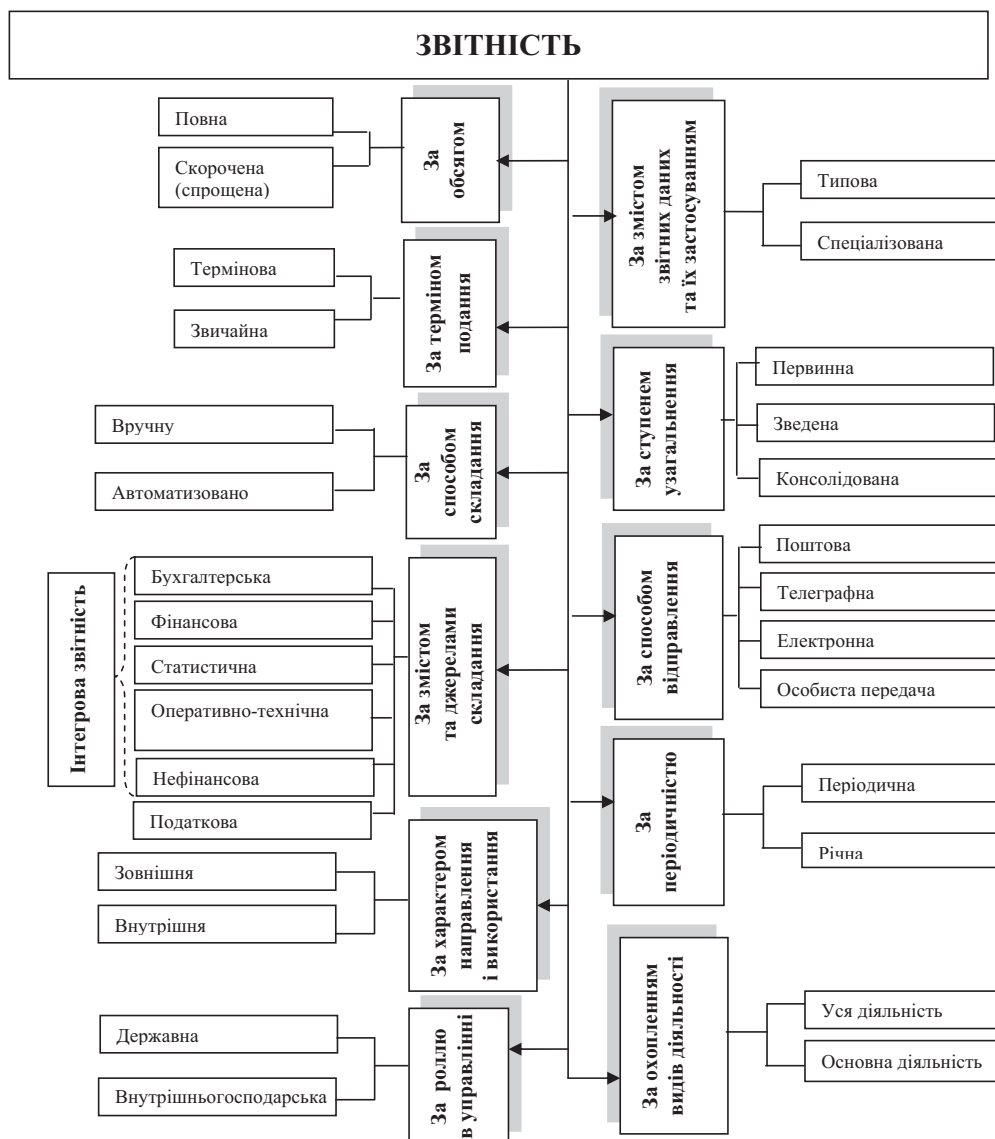 ЗВІТНІСТЬ
Повна
Скорочена
(спрощена)
За
обсягом
Термінова
Звичайна
За терміном
подання
Вручну
Автоматизовано
За
способом
складання
Інтегрова звітність
Бухгалтерська
Фінансова
Статистична
Оперативно-технічна
Нефінансова
Податкова
За змістом
та джерелами
складання
Зовнішня
Внутрішня
За характером
направлення
і використання
Державна
Внутрішньогосподарська
За роллю
в управлінні
За змістом
звітних даних
та їх застосуванням
Типова
Спеціалізована
За ступенем
узагальнення
Первинна
Зведена
Консолідована
За способом
відправлення
Поштова
Телеграфна
Електронна
Особиста передача
За
періодичністю
Періодична
Річна
За охопленням
видів діяльності
Уся діяльність
Основна діяльність